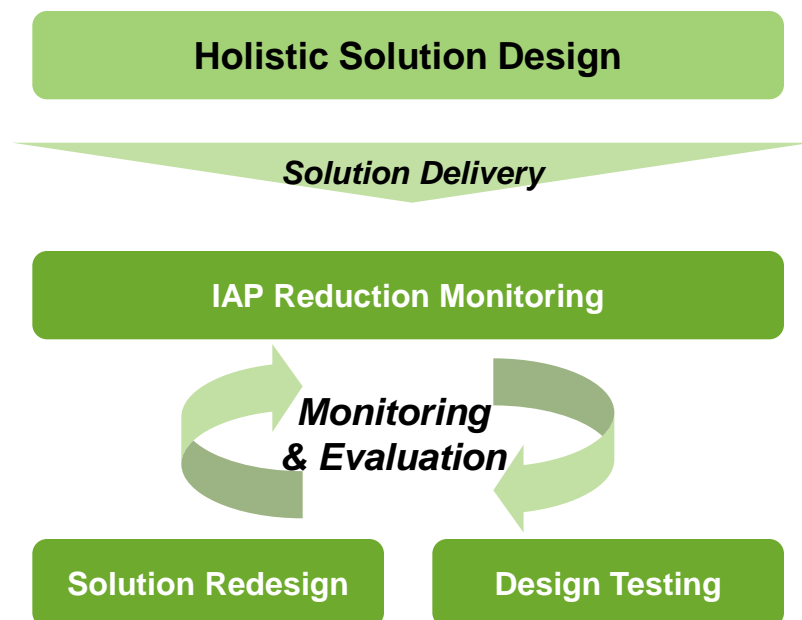 Holistic Solution Design
Solution Delivery
IAP Reduction Monitoring
Monitoring
& Evaluation
Solution Redesign
Design Testing